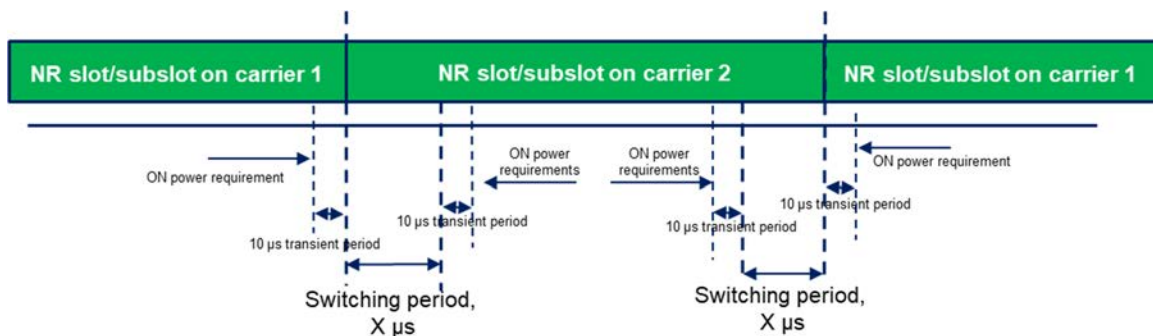 NR slot/subslot on carrier 1
NR slot/subslot on carrier 2
NR slot/subslot on carrier 1
ON power requirement
ON power
requirements
ON power
requirements
ON power
requirement
10 µs transient period
10 µs transient period
10 µs transient period
10 µs transient period
Switching period,
X µs
Switching period,
X µs